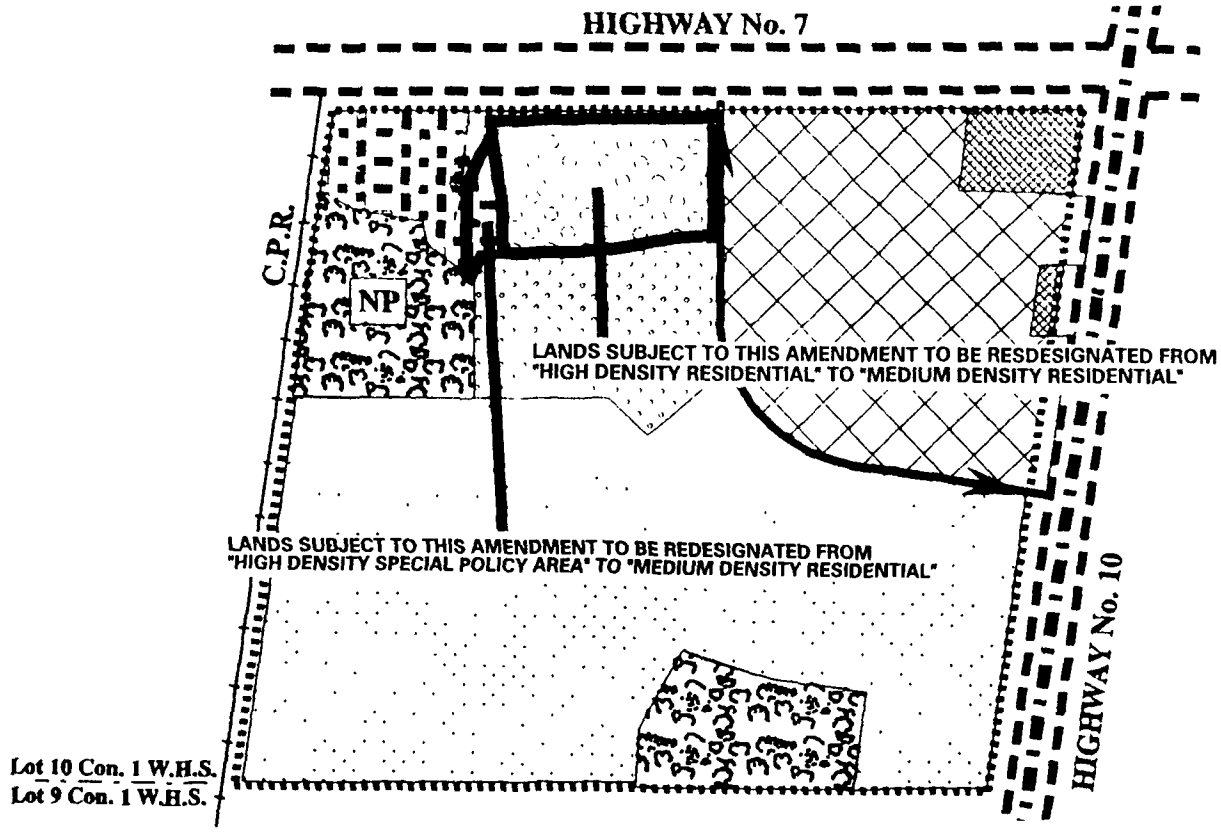 HIGHWAY No. 7
C.P.R.
NP
LANDS SUBJECT TO THIS AMENDMENT TO BE RESDESIGNATED FROM
"HIGH DENSITY RESIDENTIAL" TO "MEDIUM DENSITY RESIDENTIAL"
LANDS SUBJECT TO THIS AMENDMENT TO BE REDESIGNATED FROM
"HIGH DENSITY SPECIAL POLICY AREA" TO "MEDIUM DENSITY RESIDENTIAL"
HIGHWAY No. 10
Lot 10 Con. 1 W.H.S.
Lot 9 Con. 1 W.H.S.